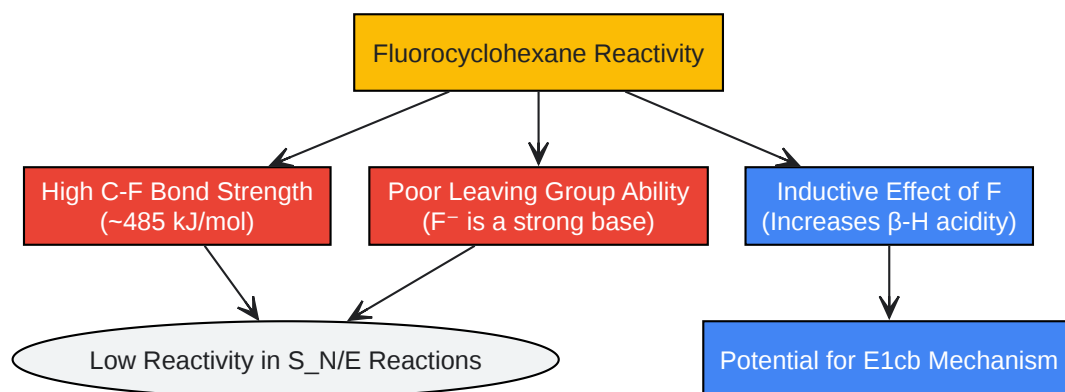 Fluorocyclohexane Reactivity
High C-F Bond Strength
(~485 kJ/mol)
Poor Leaving Group Ability
(F⁻ is a strong base)
Inductive Effect of F
(Increases β-H acidity)
Low Reactivity in S_N/E Reactions
Potential for E1cb Mechanism